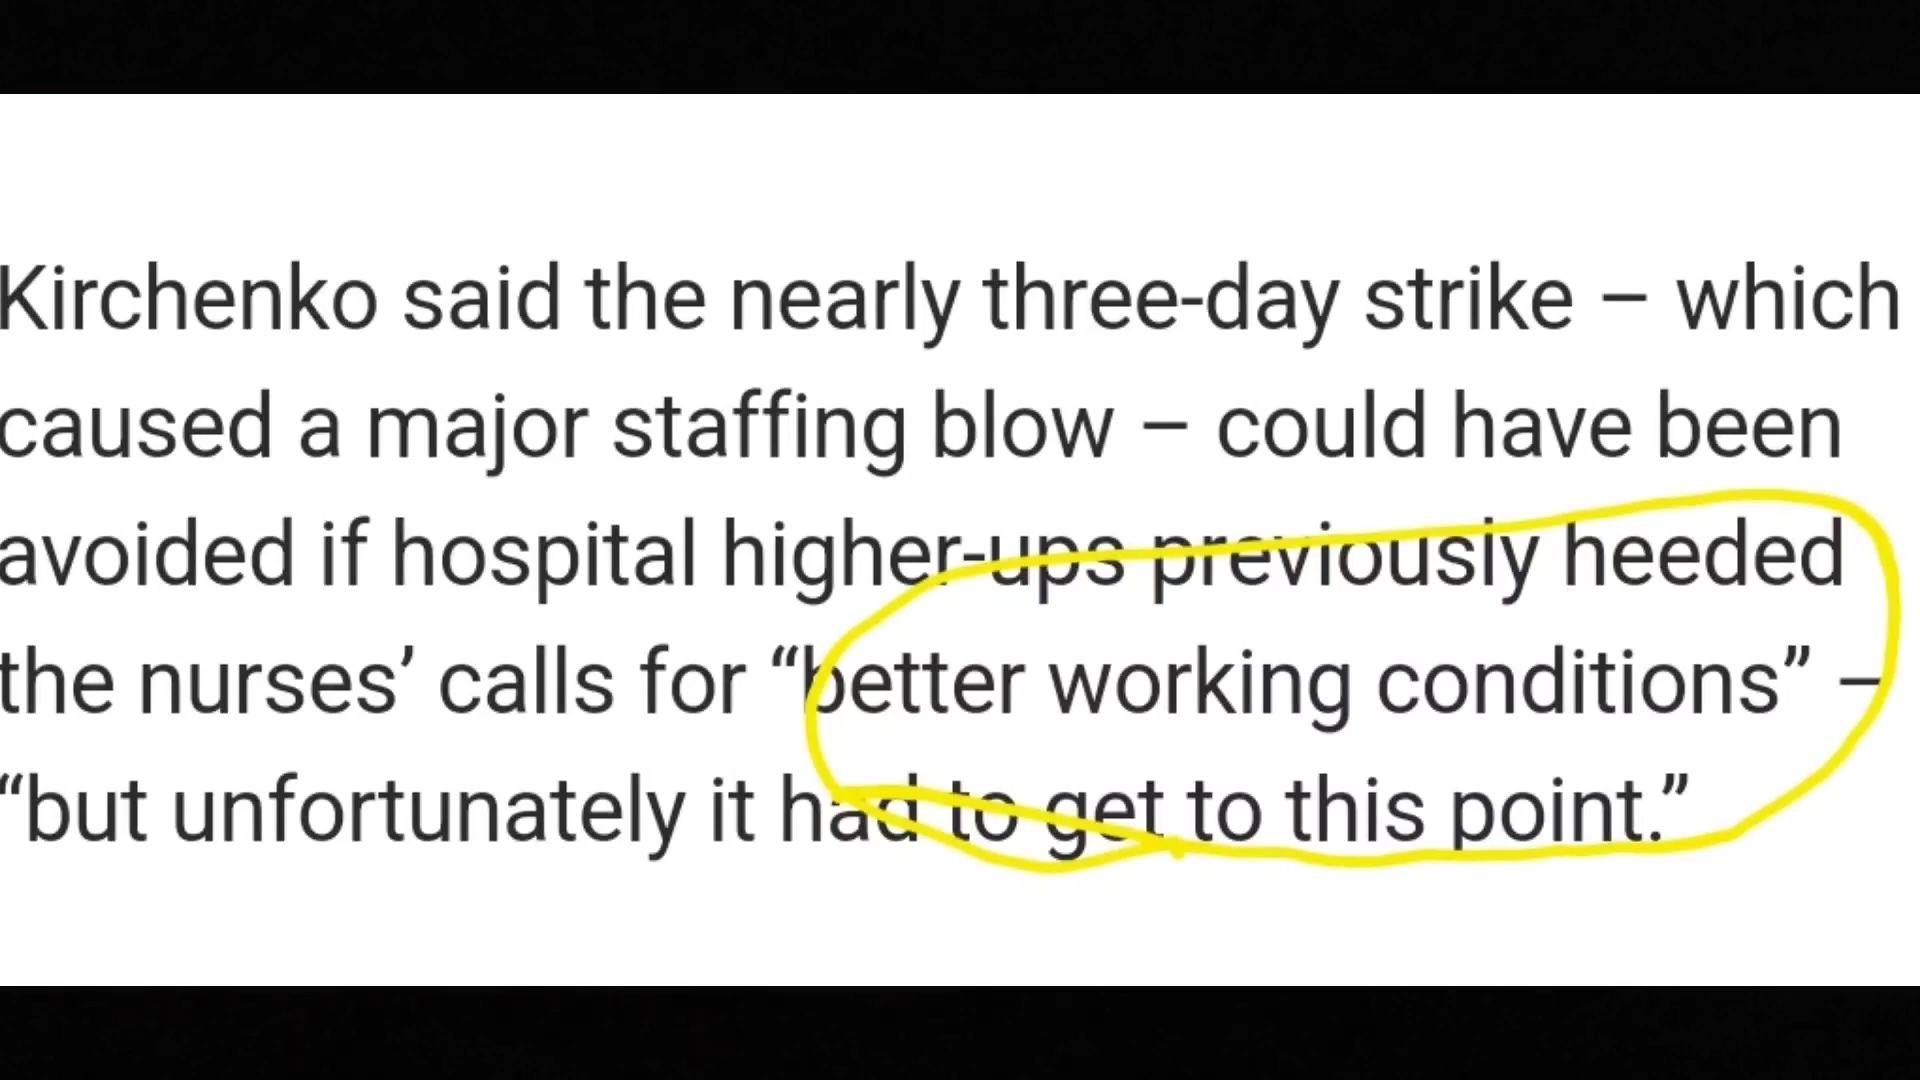 Kirchenko said the nearly three-day strike – which
caused a major staffing blow – could have been
avoided if hospital higher-ups previously heeded
the nurses’ calls for “better working conditions” –
“but unfortunately it had to get to this point.”